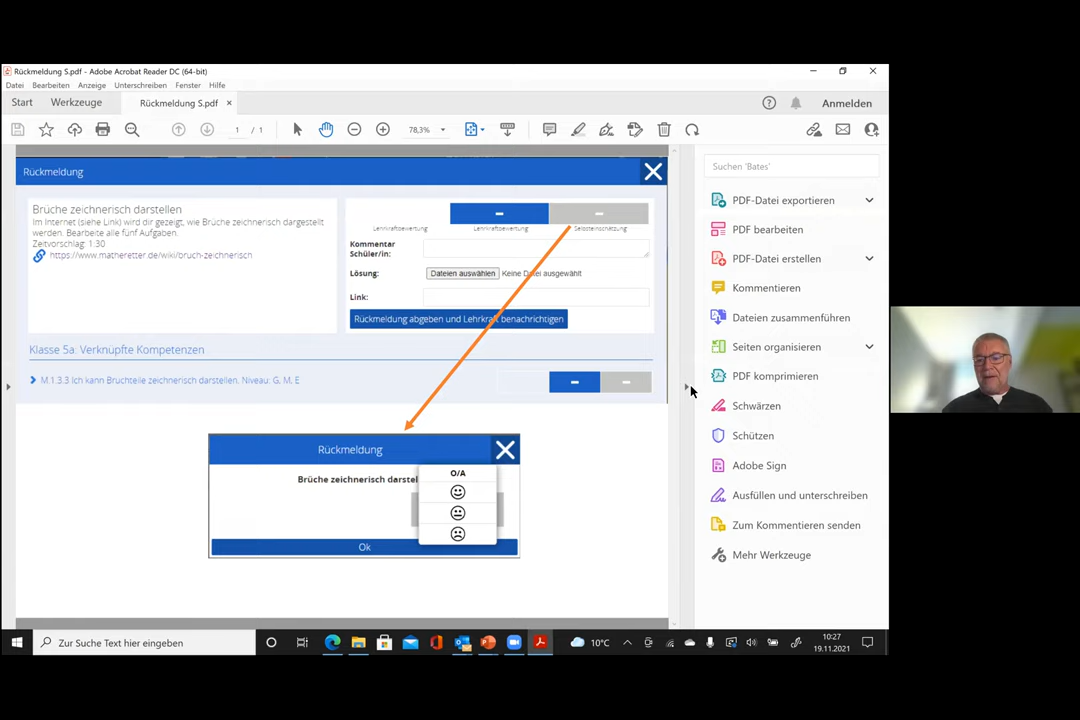 Rückmeldung S.pdf - Adobe Acrobat Reader DC (64-bit)
Datei Bearbeiten Anzeige Unterschreiben Fenster Hilfe
Start Werkzeuge Rückmeldung S.pdf × Anmelden
1 / 1 78,3%
Rückmeldung
Brüche zeichnerisch darstellen
Im Internet (siehe Link) wird dir gezeigt, wie Brüche zeichnerisch dargestellt
werden. Bearbeite alle fünf Aufgaben.
Zeitvorschlag: 1:30
https://www.matheretter.de/wiki/bruch-zeichnerisch
Lehrkraftbewertung Lehrkraftbewertung Selbsteinschätzung
Kommentar
Schüler/in:
Lösung: Dateien auswählen Keine Datei ausgewählt
Link:
Rückmeldung abgeben und Lehrkraft benachrichtigen
Klasse 5a: Verknüpfte Kompetenzen
M.1.3.3 Ich kann Bruchteile zeichnerisch darstellen. Niveau: G, M, E
Rückmeldung
Brüche zeichnerisch darstel
O/A
Ok
Suchen 'Bates'
PDF-Datei exportieren
PDF bearbeiten
PDF-Datei erstellen
Kommentieren
Dateien zusammenführen
Seiten organisieren
PDF komprimieren
Schwärzen
Schützen
Adobe Sign
Ausfüllen und unterschreiben
Zum Kommentieren senden
Mehr Werkzeuge
Zur Suche Text hier eingeben
10°C
10:27
19.11.2021